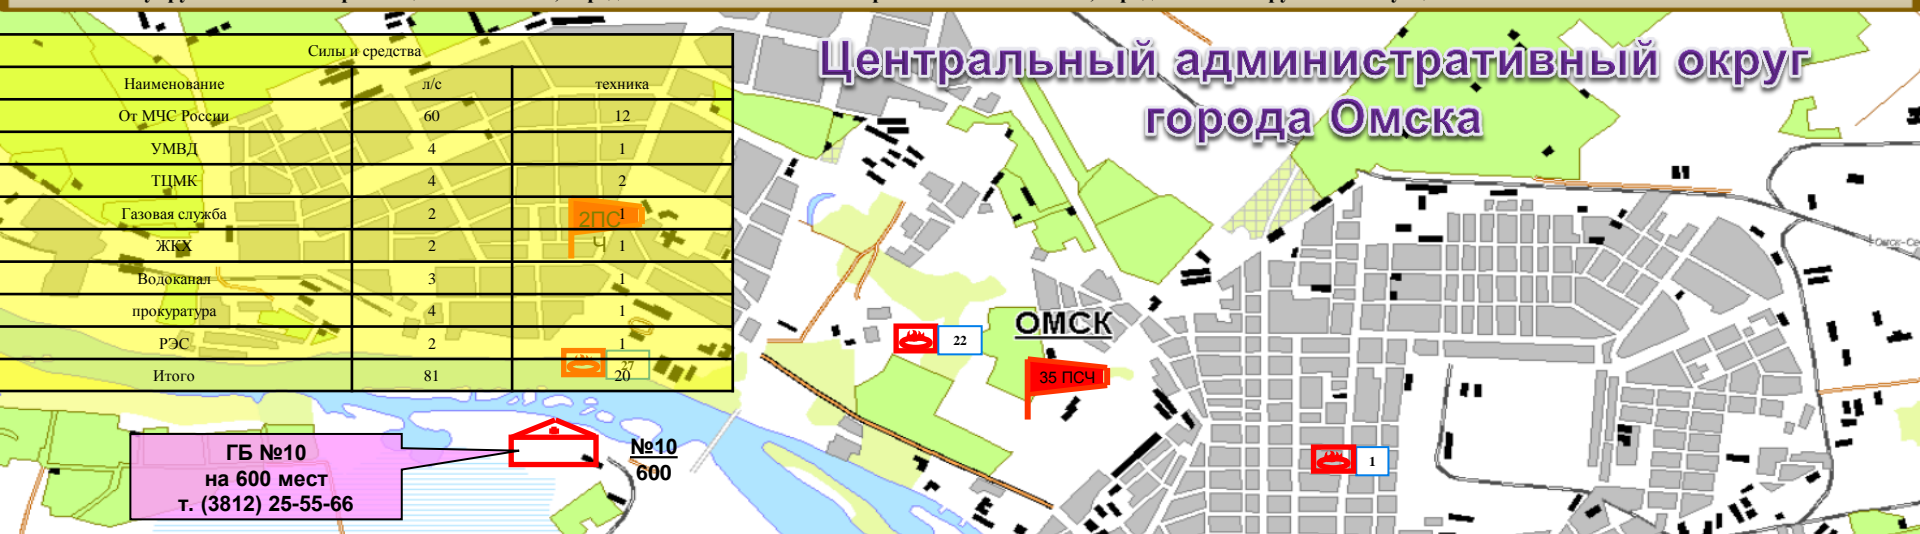 Центральный административный округ
города Омска
Силы и средства
Наименование л/с техника
От МЧС России 60 12
УМВД 4 1
ТЦМК 4 2
Газовая служба 2 1
ЖКХ 2 1
Водоканал 3 1
прокуратура 4 1
РЭС 2 1
Итого 81 20
2ПС
Ч
27
22
ОМСК
35 ПСЧ
1
ГБ №10
на 600 мест
т. (3812) 25-55-66
№10
600